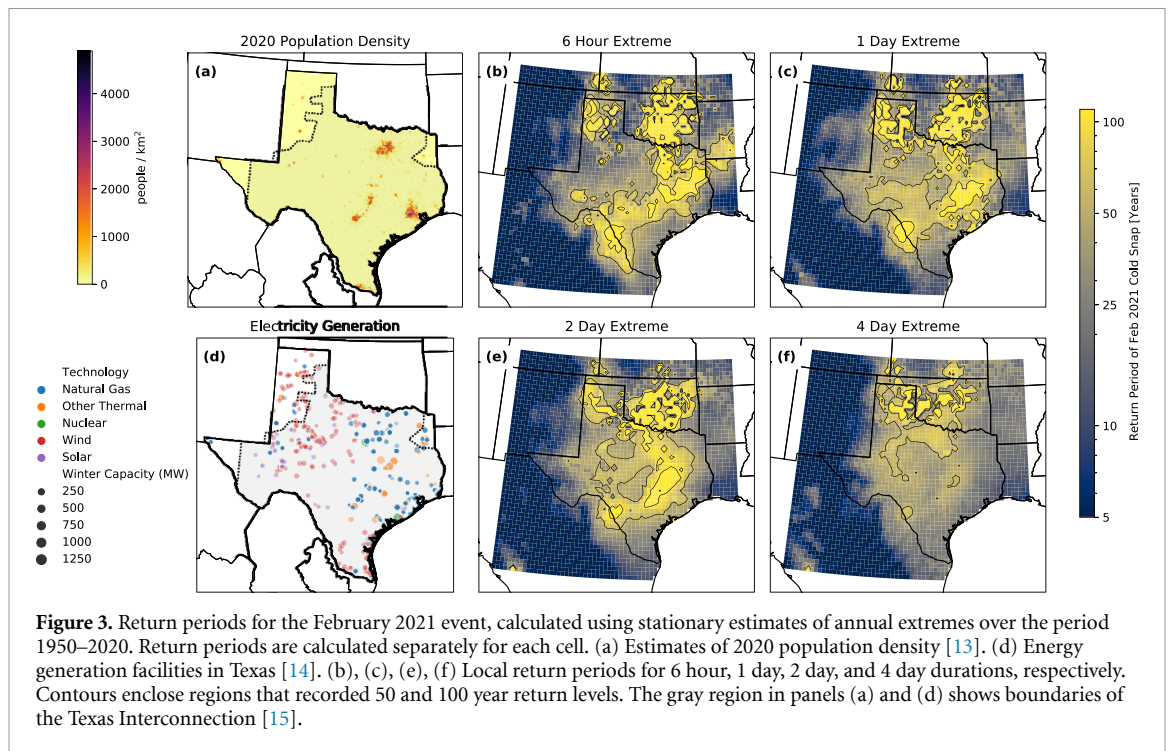 2020 Population Density
6 Hour Extreme
1 Day Extreme
(a)
(b)
(c)
4000
3000
2000
1000
0
people / km²
100
50
25
10
5
Return Period of Feb 2021 Cold Snap [Years]
Electricity Generation
2 Day Extreme
4 Day Extreme
(d)
(e)
(f)
Technology
Natural Gas
Other Thermal
Nuclear
Wind
Solar
Winter Capacity (MW)
250
500
750
1000
1250
Figure 3. Return periods for the February 2021 event, calculated using stationary estimates of annual extremes over the period
1950–2020. Return periods are calculated separately for each cell. (a) Estimates of 2020 population density [13]. (d) Energy
generation facilities in Texas [14]. (b), (c), (e), (f) Local return periods for 6 hour, 1 day, 2 day, and 4 day durations, respectively.
Contours enclose regions that recorded 50 and 100 year return levels. The gray region in panels (a) and (d) shows boundaries of
the Texas Interconnection [15].